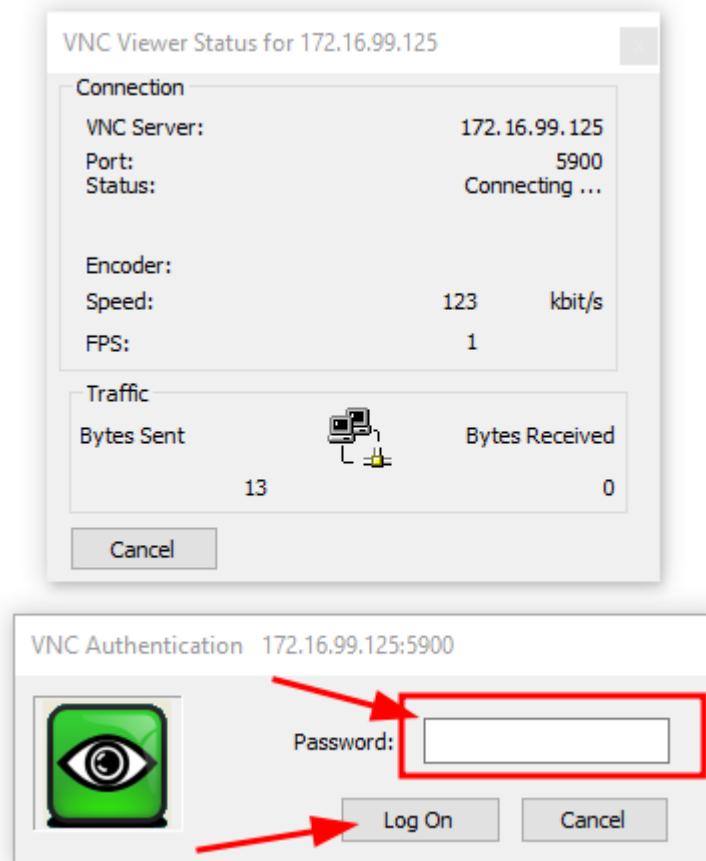 VNC Viewer Status for 172.16.99.125
Connection
VNC Server: 172.16.99.125
Port: 5900
Status: Connecting ...
Encoder:
Speed: 123 kbit/s
FPS: 1
Traffic
Bytes Sent Bytes Received
13 0
Cancel
VNC Authentication 172.16.99.125:5900
Password:
Log On Cancel